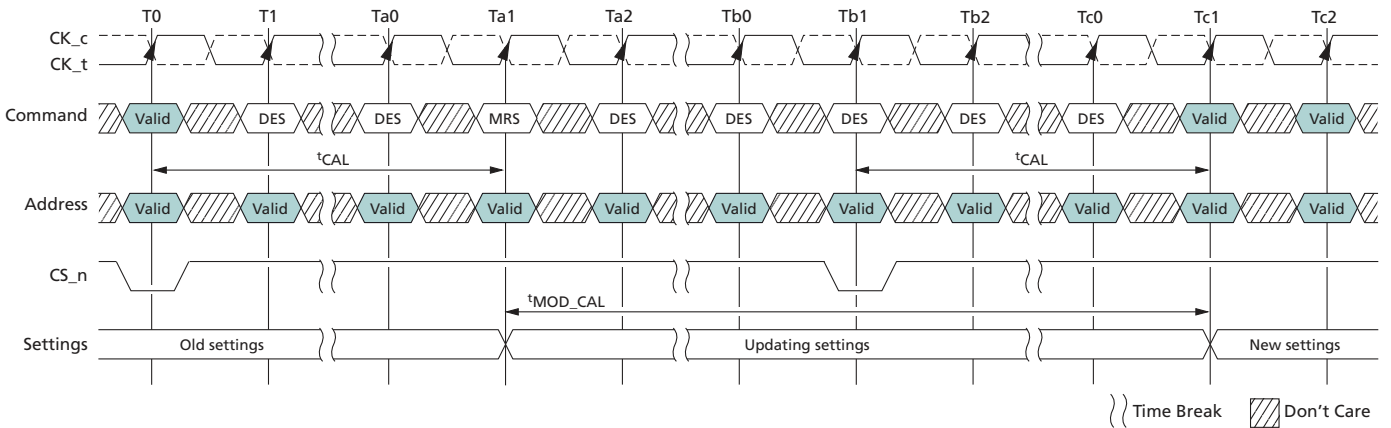 T0 T1 Ta0 Ta1 Ta2 Tb0 Tb1 Tb2 Tc0 Tc1 Tc2
CK_c
CK_t
Command Valid DES DES MRS DES DES DES DES DES Valid Valid
tCAL tCAL
Address Valid Valid Valid Valid Valid Valid Valid Valid Valid Valid Valid
CS_n
tMOD_CAL
Settings Old settings Updating settings New settings
Time Break Don't Care